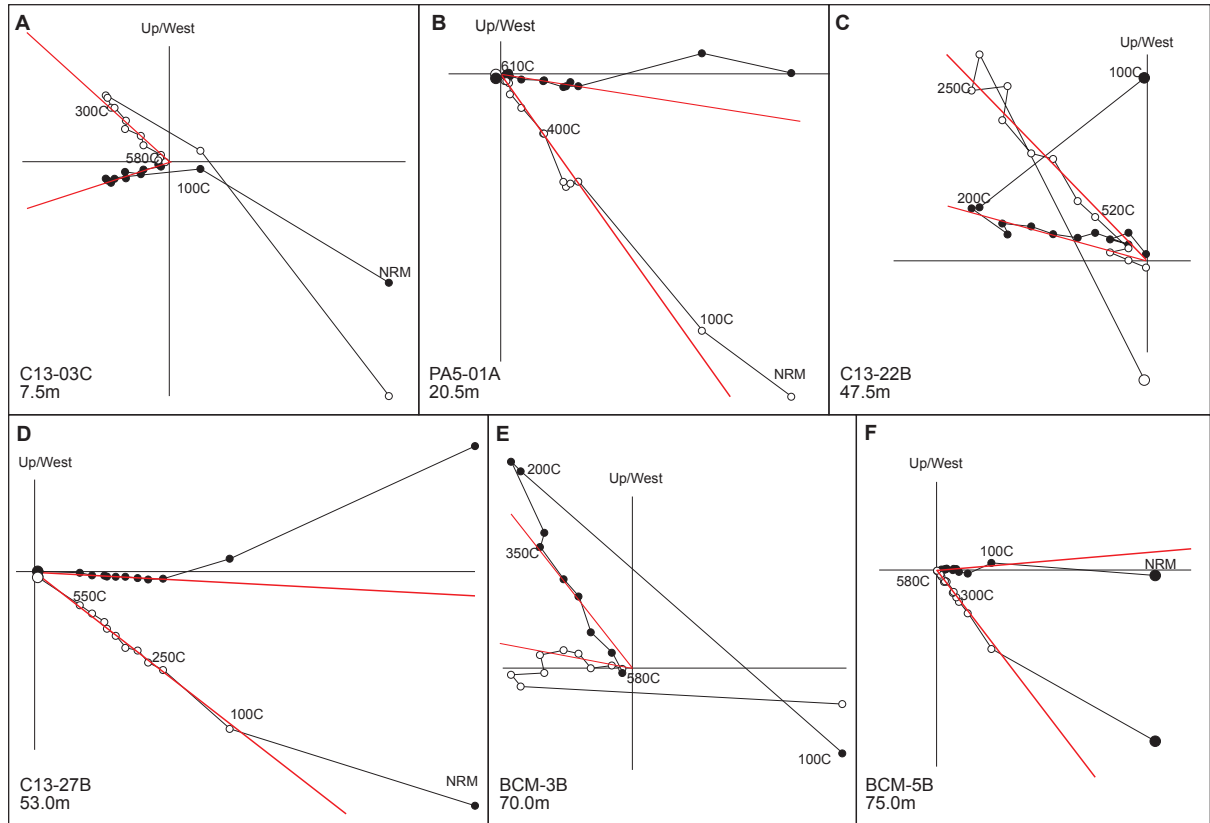 A
Up/West
300C
580C
100C
NRM
C13-03C
7.5m
B
Up/West
610C
400C
100C
NRM
PA5-01A
20.5m
C
Up/West
100C
250C
200C
520C
C13-22B
47.5m
D
Up/West
550C
250C
100C
NRM
C13-27B
53.0m
E
200C
Up/West
350C
580C
100C
BCM-3B
70.0m
F
Up/West
100C
NRM
580C
300C
BCM-5B
75.0m